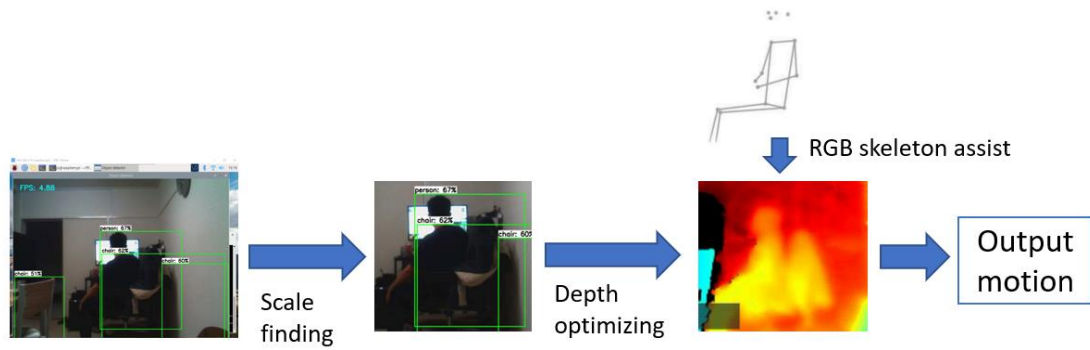 RGB skeleton assist
FPS: 4.88
person: 67%
chair: 62%
chair: 60%
chair: 51%
person: 67%
chair: 62%
chair: 60%
Scale
finding
Depth
optimizing
Output
motion